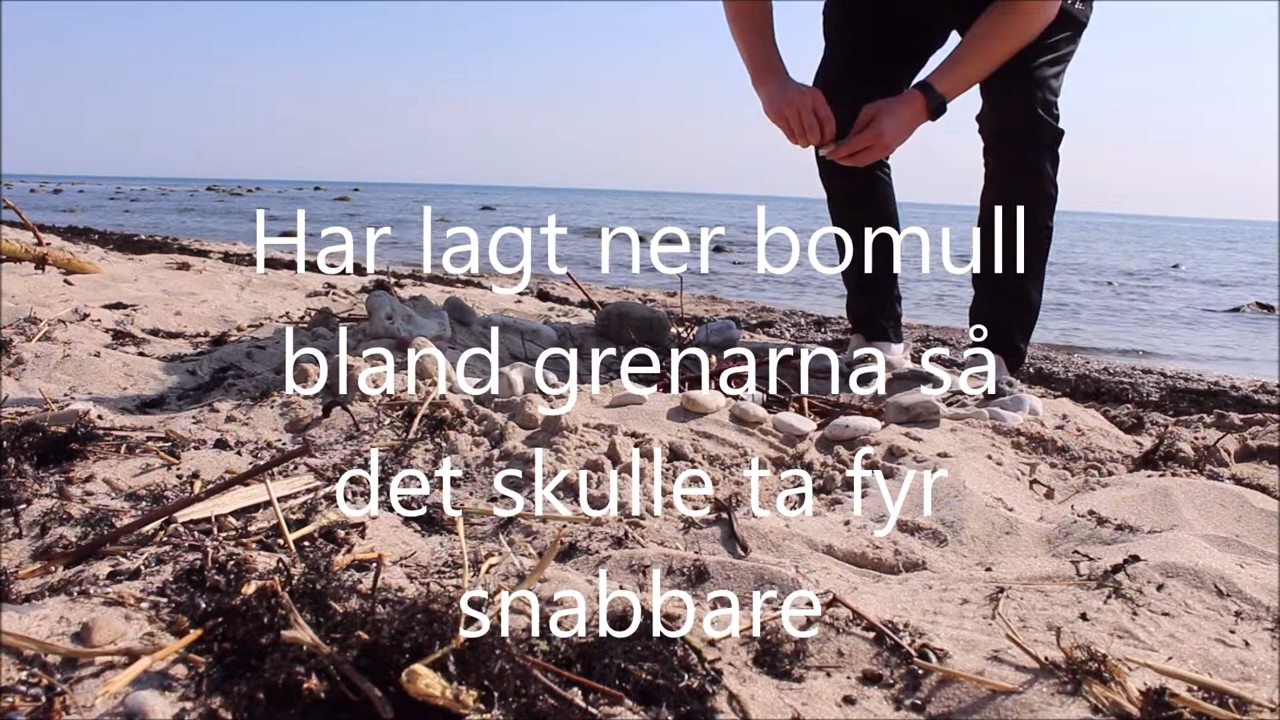 Har lagt ner bomull
bland grenarna så
det skulle ta fyr
snabbare